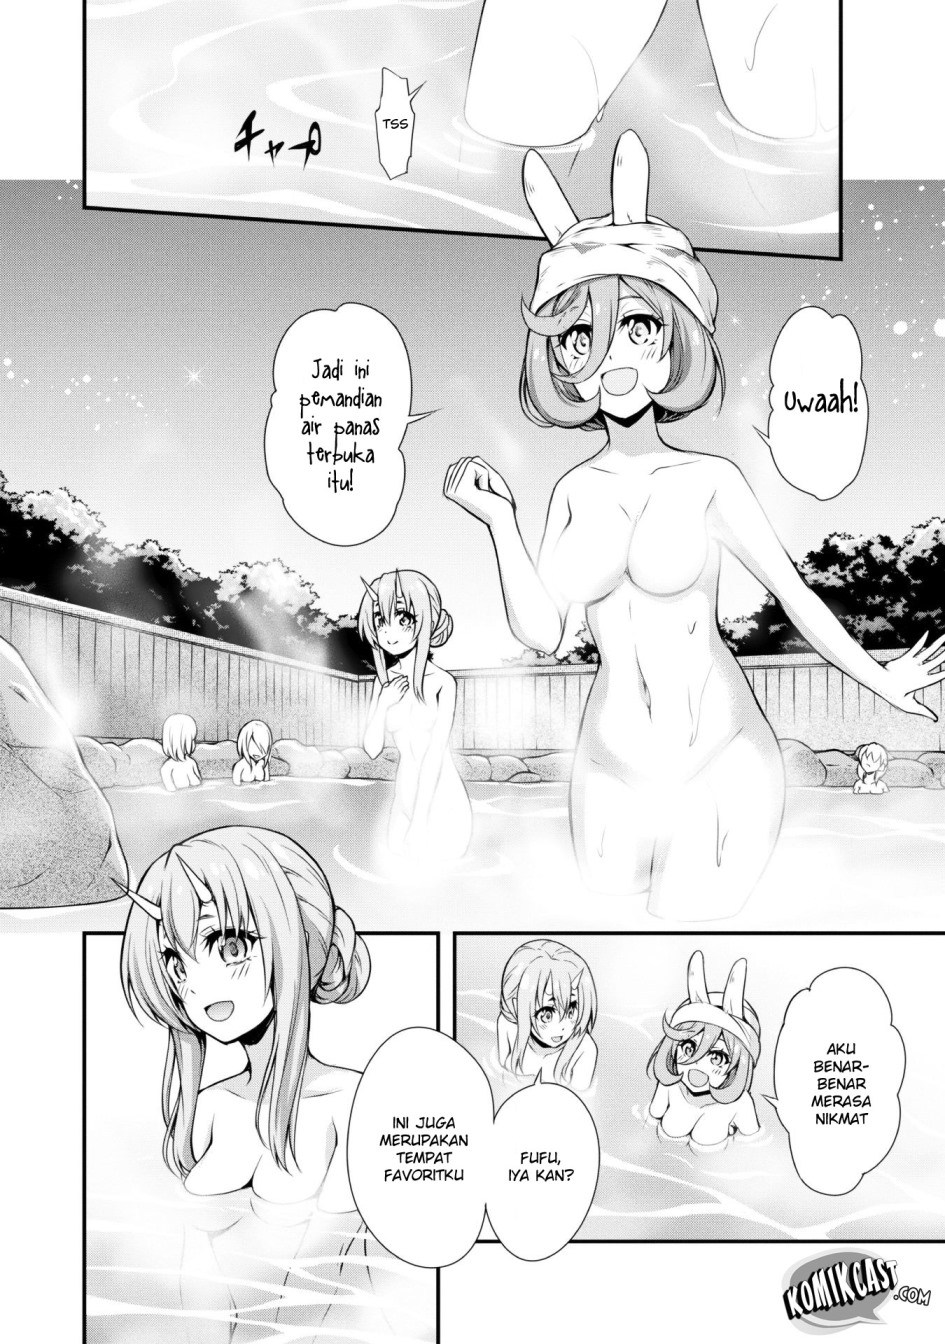 TSS
チャプ
Uwaah!
Jadi ini
pemandian
air panas
terbuka
itu!
AKU
BENAR-
BENAR
MERASA
NIKMAT
FUFU,
IYA KAN?
INI JUGA
MERUPAKAN
TEMPAT
FAVORITKU
KOMIKCAST
.COM